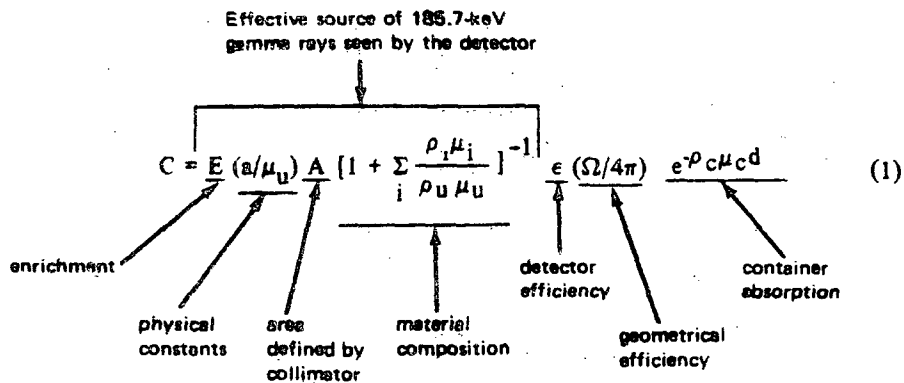 Effective source of 185.7-keV
gamma rays seen by the detector
C = E (a/μu) A [1 + Σi ρiμi / ρu μu ]-1 ε (Ω/4π) e-ρcμcd (1)
enrichment
physical
constants
area
defined by
collimator
material
composition
detector
efficiency
geometrical
efficiency
container
absorption